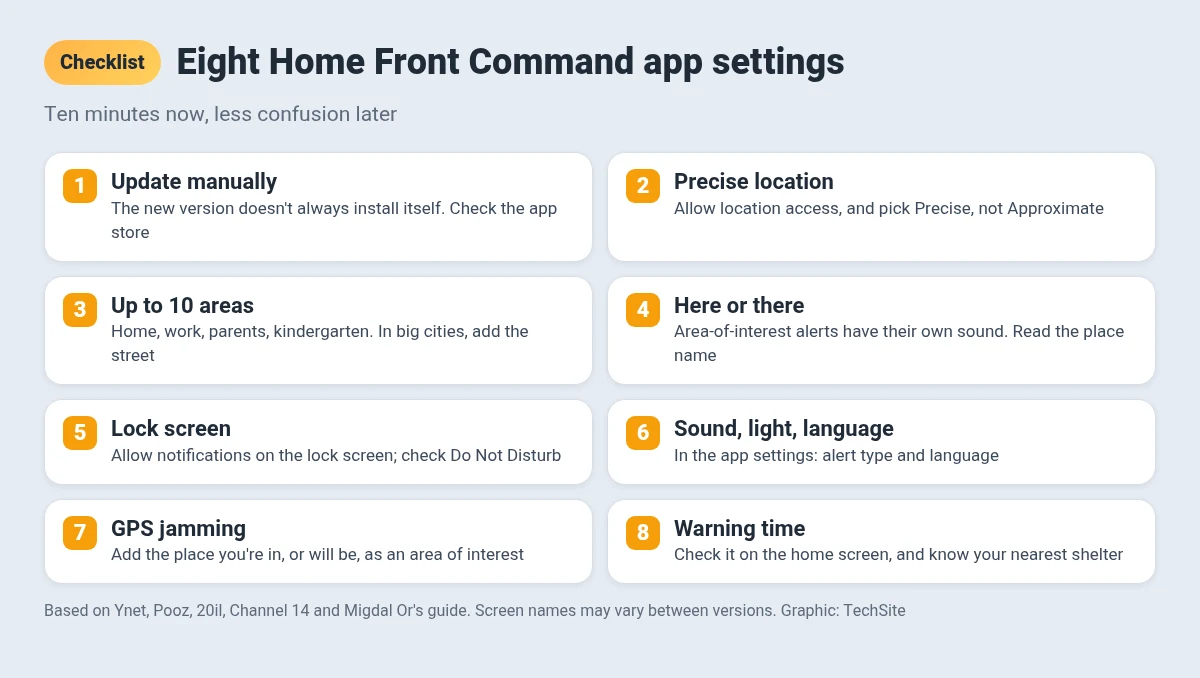 Checklist
Eight Home Front Command app settings
Ten minutes now, less confusion later
1
Update manually
The new version doesn't always install itself. Check the app
store
2
Precise location
Allow location access, and pick Precise, not Approximate
3
Up to 10 areas
Home, work, parents, kindergarten. In big cities, add the
street
4
Here or there
Area-of-interest alerts have their own sound. Read the place
name
5
Lock screen
Allow notifications on the lock screen; check Do Not Disturb
6
Sound, light, language
In the app settings: alert type and language
7
GPS jamming
Add the place you're in, or will be, as an area of interest
8
Warning time
Check it on the home screen, and know your nearest shelter
Based on Ynet, Pooz, 20il, Channel 14 and Migdal Or's guide. Screen names may vary between versions. Graphic: TechSite